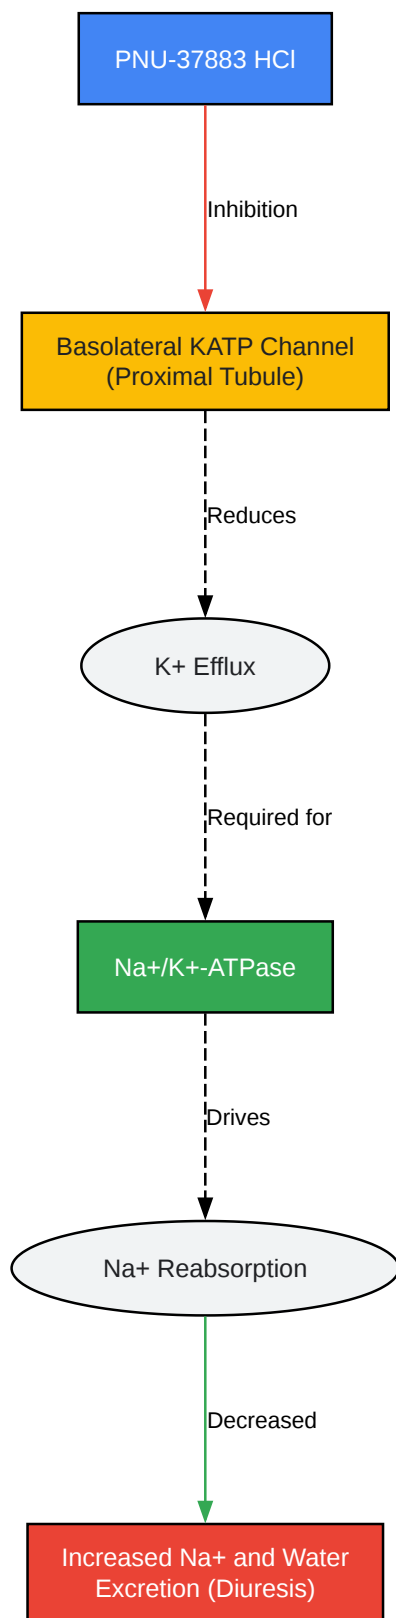 PNU-37883 HCl
Inhibition
Basolateral KATP Channel
(Proximal Tubule)
Reduces
K+ Efflux
Required for
Na+/K+-ATPase
Drives
Na+ Reabsorption
Decreased
Increased Na+ and Water
Excretion (Diuresis)